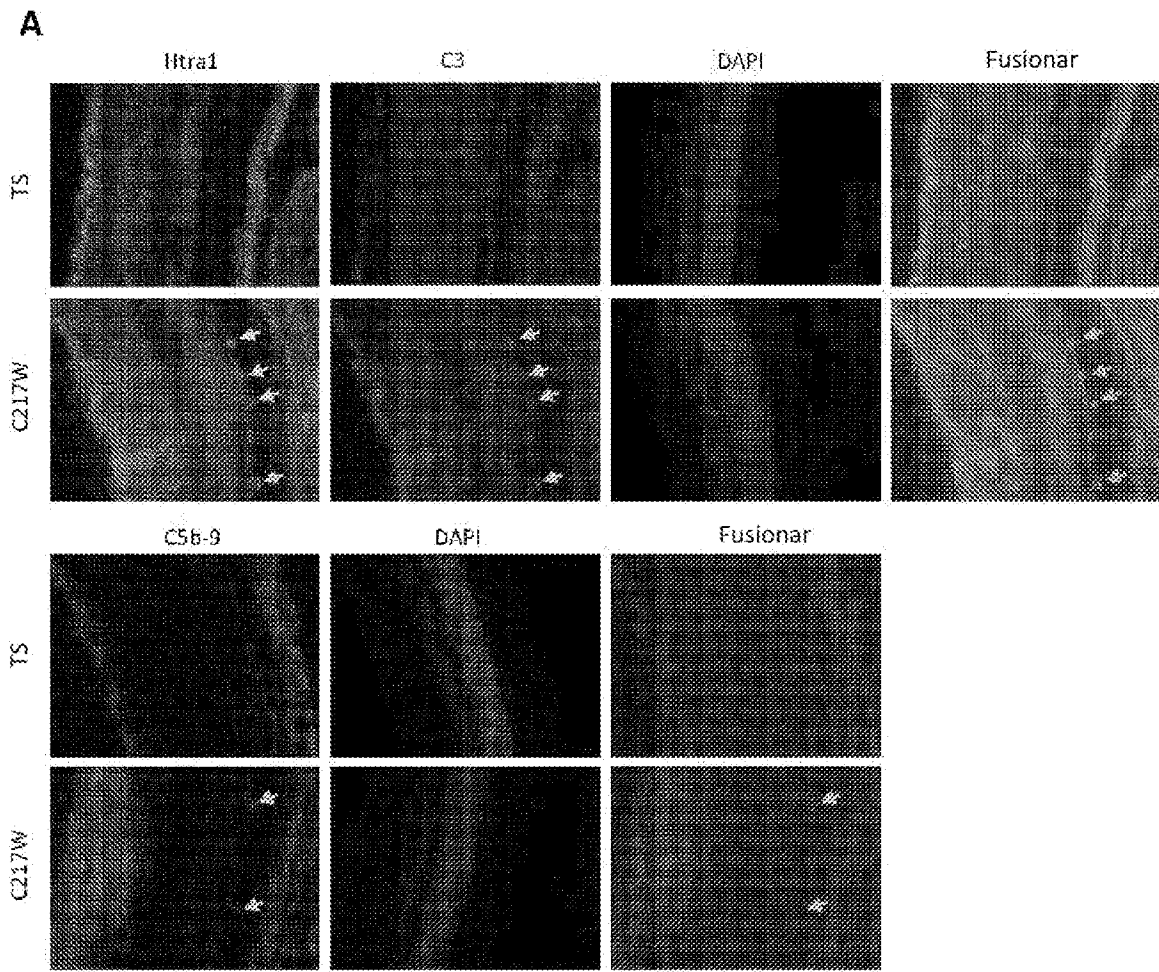 A
Htra1 C3 DAPI Fusionar
TS
C217W
C5b-9 DAPI Fusionar
TS
C217W